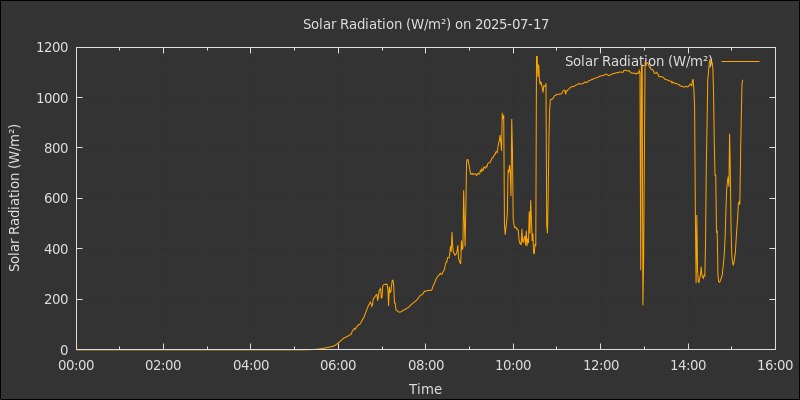 Solar Radiation (W/m²) on 2025-07-17
Solar Radiation (W/m²)
Solar Radiation (W/m²)
1200
1000
800
600
400
200
0
00:00 02:00 04:00 06:00 08:00 10:00 12:00 14:00 16:00
Time